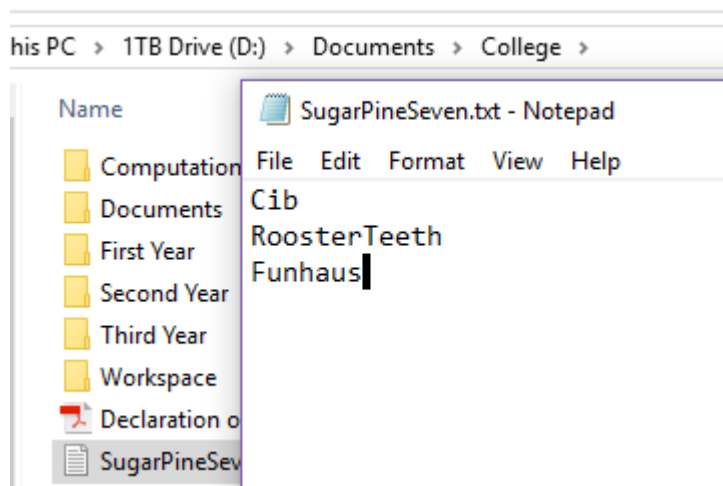 his PC > 1TB Drive (D:) > Documents > College >
Name
Computation
Documents
First Year
Second Year
Third Year
Workspace
Declaration o
SugarPineSev
SugarPineSeven.txt - Notepad
File Edit Format View Help
Cib
RoosterTeeth
Funhaus